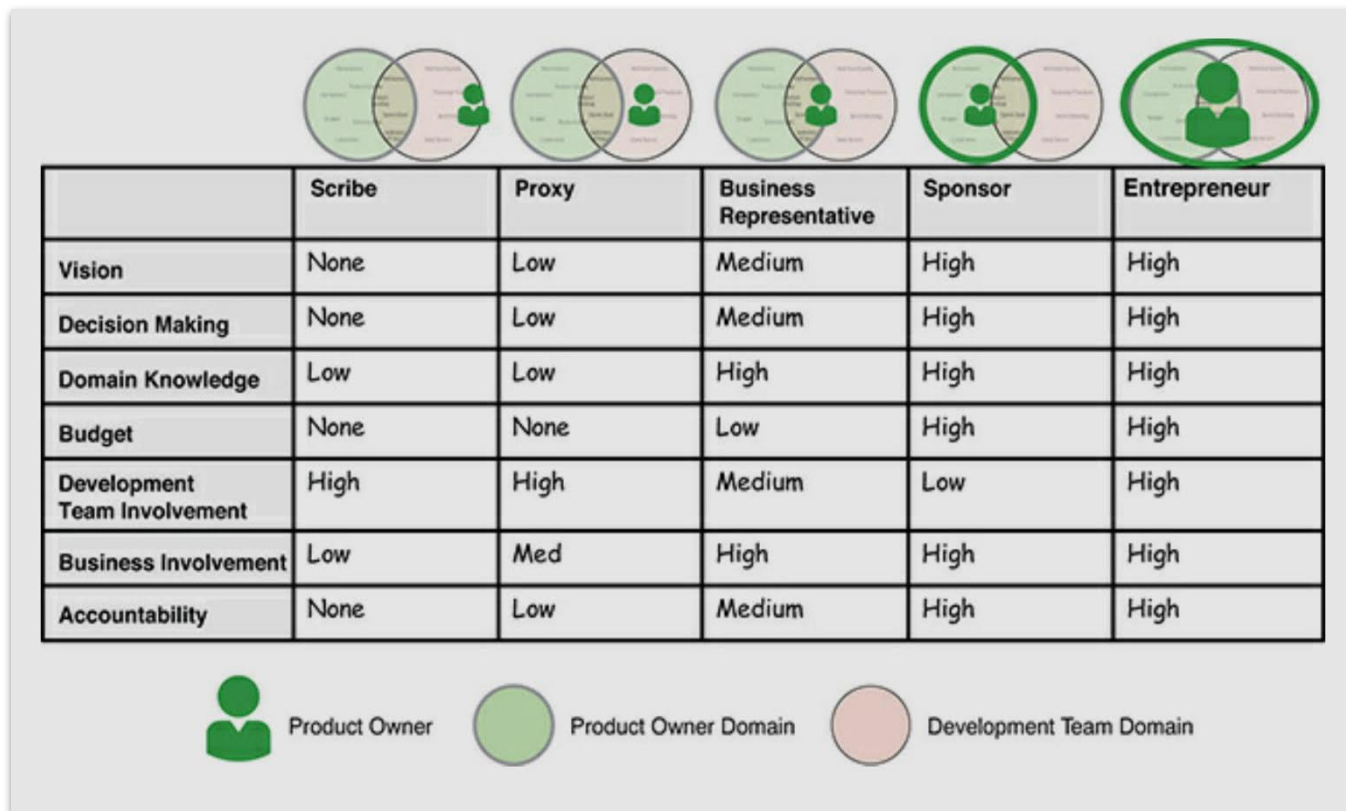 Scribe Proxy Business Representative Sponsor Entrepreneur
Vision None Low Medium High High
Decision Making None Low Medium High High
Domain Knowledge Low Low High High High
Budget None None Low High High
Development Team Involvement High High Medium Low High
Business Involvement Low Med High High High
Accountability None Low Medium High High
Product Owner Product Owner Domain Development Team Domain